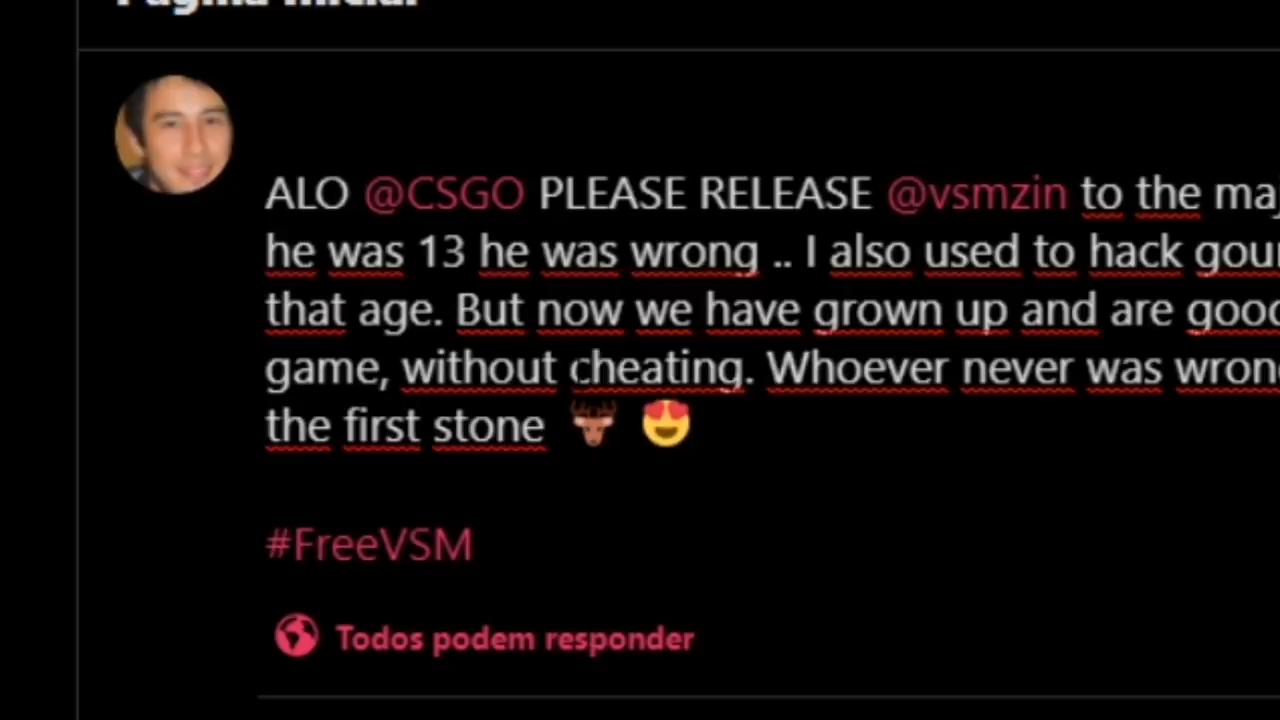 Página Inicial
ALO @CSGO PLEASE RELEASE @vsmzin to the
he was 13 he was wrong .. I also used to hack
that age. But now we have grown up and are
game, without cheating. Whoever never was
the first stone 🦌 😍
#FreeVSM
Todos podem responder